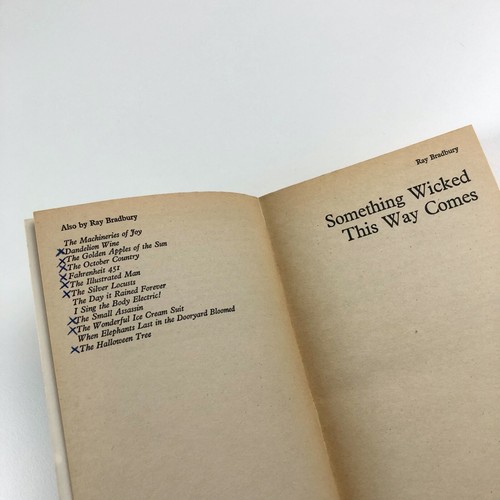 Also by Ray Bradbury
The Machineries of Joy
Dandelion Wine
The Golden Apples of the Sun
The October Country
Fahrenheit 451
The Illustrated Man
The Silver Locusts
The Day it Rained Forever
I Sing the Body Electric!
The Small Assassin
The Wonderful Ice Cream Suit
When Elephants Last in the Dooryard Bloomed
The Halloween Tree
Ray Bradbury
Something Wicked
This Way Comes